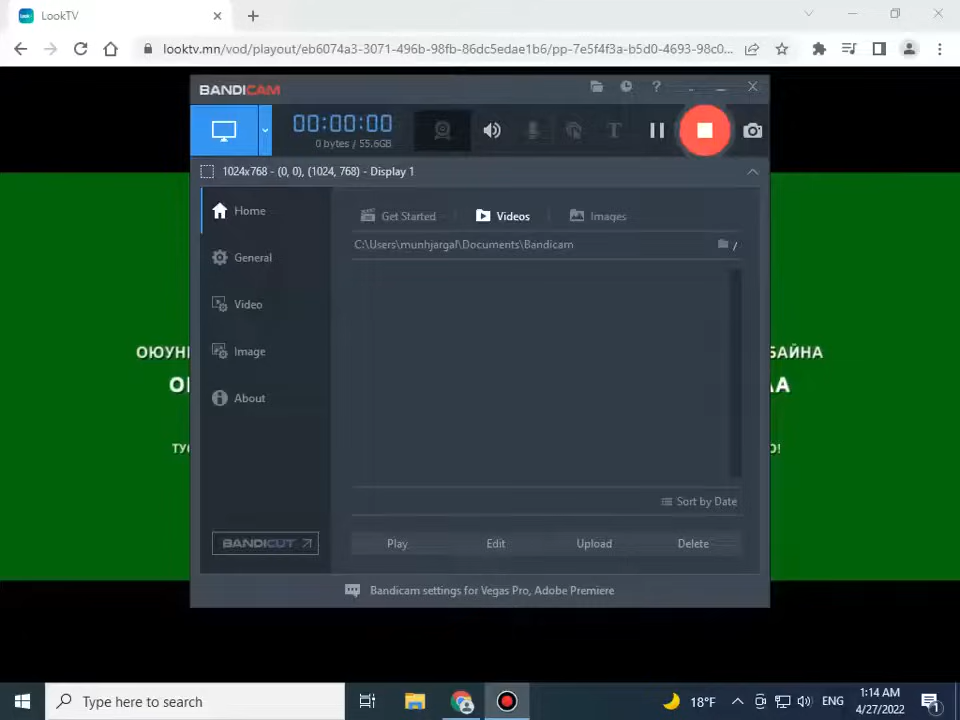 LookTV
looktv.mn/vod/playout/eb6074a3-3071-496b-98fb-86dc5edae1b6/pp-7e5f4f3a-b5d0-4693-98c0...
BANDICAM
00:00:00
0 bytes / 55.6GB
1024x768 - (0, 0), (1024, 768) - Display 1
Home
General
Video
Image
About
BANDICUT
Get Started
Videos
Images
C:\Users\munhjargal\Documents\Bandicam
/
Sort by Date
Play Edit Upload Delete
Bandicam settings for Vegas Pro, Adobe Premiere
БАЙНА
Type here to search
18°F
ENG
1:14 AM
4/27/2022
1